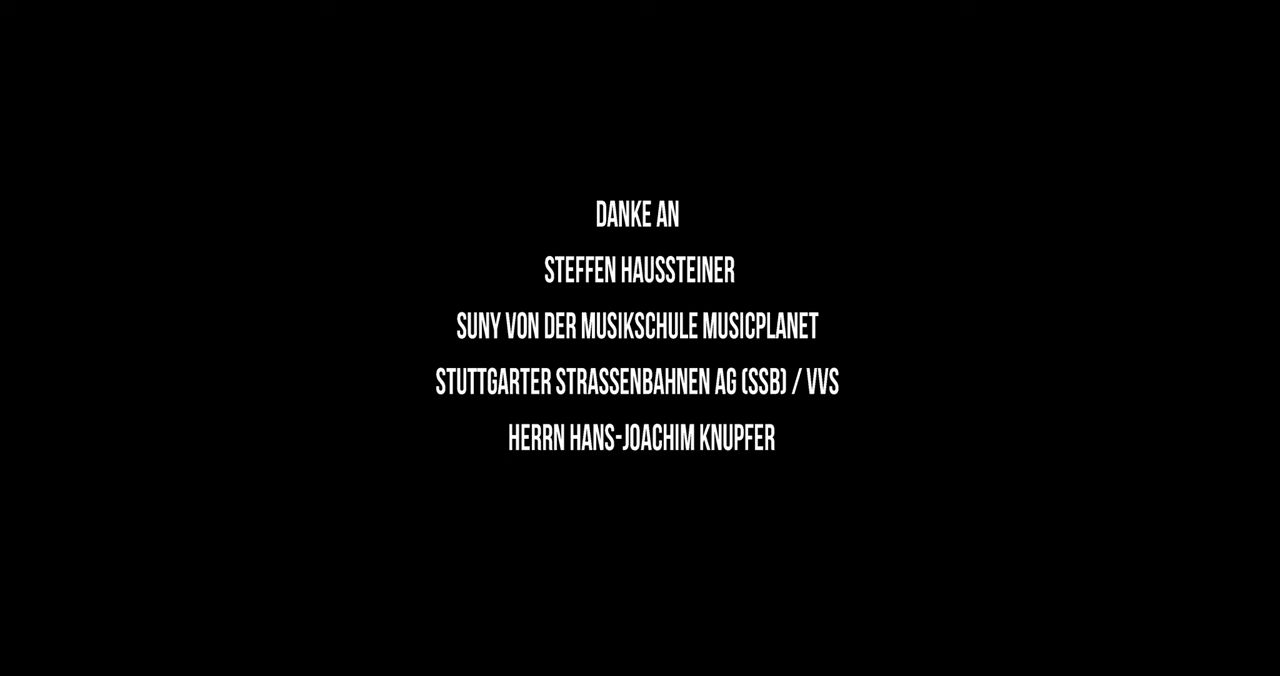 DANKE AN
STEFFEN HAUSSTEINER
SUNY VON DER MUSIKSCHULE MUSICPLANET
STUTTGARTER STRASSENBAHNEN AG (SSB) / VVS
HERRN HANS-JOACHIM KNUPFER